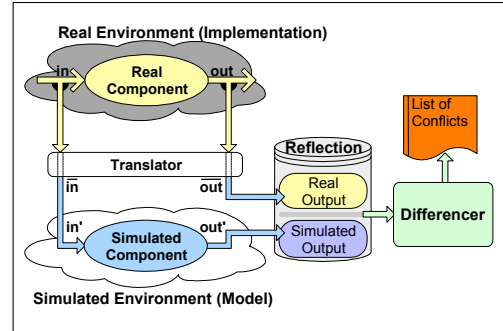 Real Environment (Implementation)
in
Real
Component
out
Translator
in
out
in'
out'
Simulated
Component
Simulated Environment (Model)
Reflection
Real
Output
Simulated
Output
List of
Conflicts
Differencer